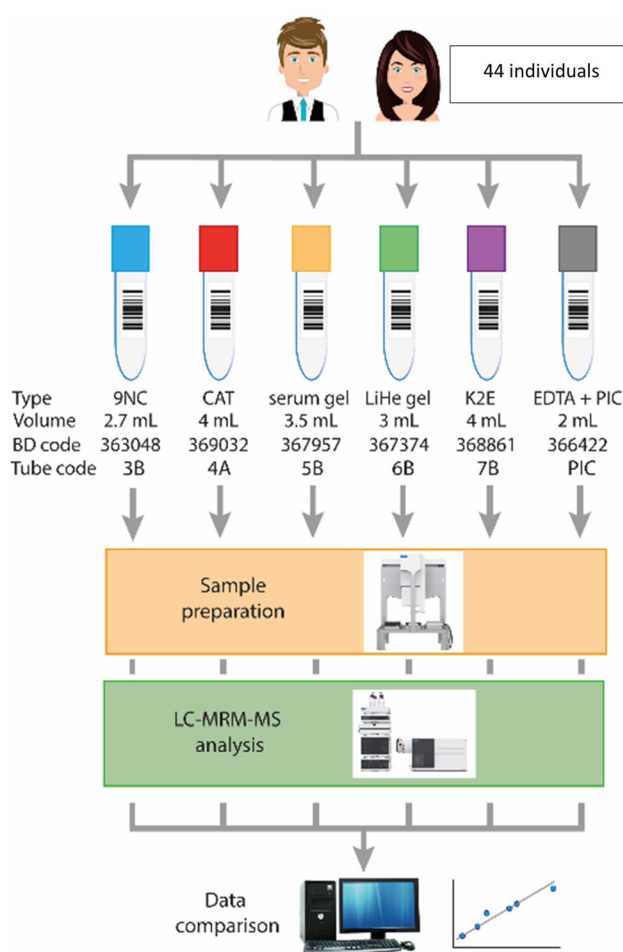 44 individuals
Type 9NC CAT serum gel LiHe gel K2E EDTA + PIC
Volume 2.7 mL 4 mL 3.5 mL 3 mL 4 mL 2 mL
BD code 363048 369032 367957 367374 368861 366422
Tube code 3B 4A 5B 6B 7B PIC
Sample
preparation
LC-MRM-MS
analysis
Data
comparison